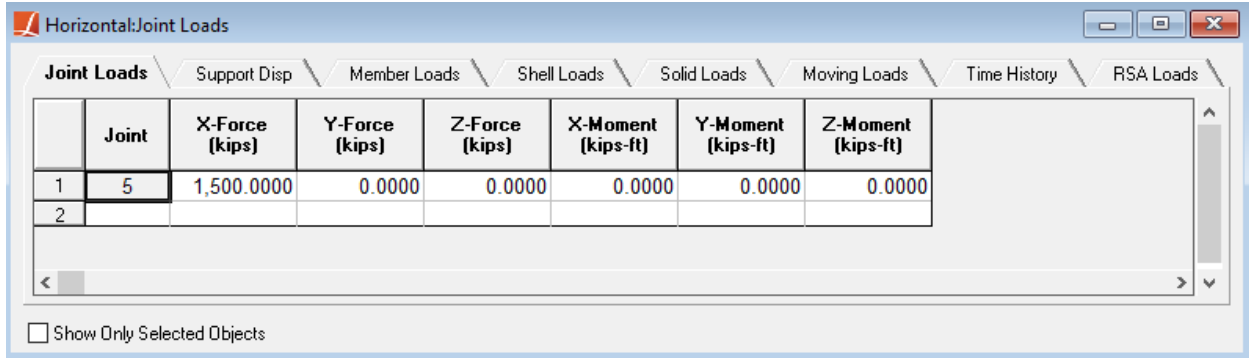 Horizontal:Joint Loads
Joint Loads Support Disp Member Loads Shell Loads Solid Loads Moving Loads Time History RSA Loads
Joint X-Force (kips) Y-Force (kips) Z-Force (kips) X-Moment (kips-ft) Y-Moment (kips-ft) Z-Moment (kips-ft)
1 5 1,500.0000 0.0000 0.0000 0.0000 0.0000 0.0000
2
Show Only Selected Objects